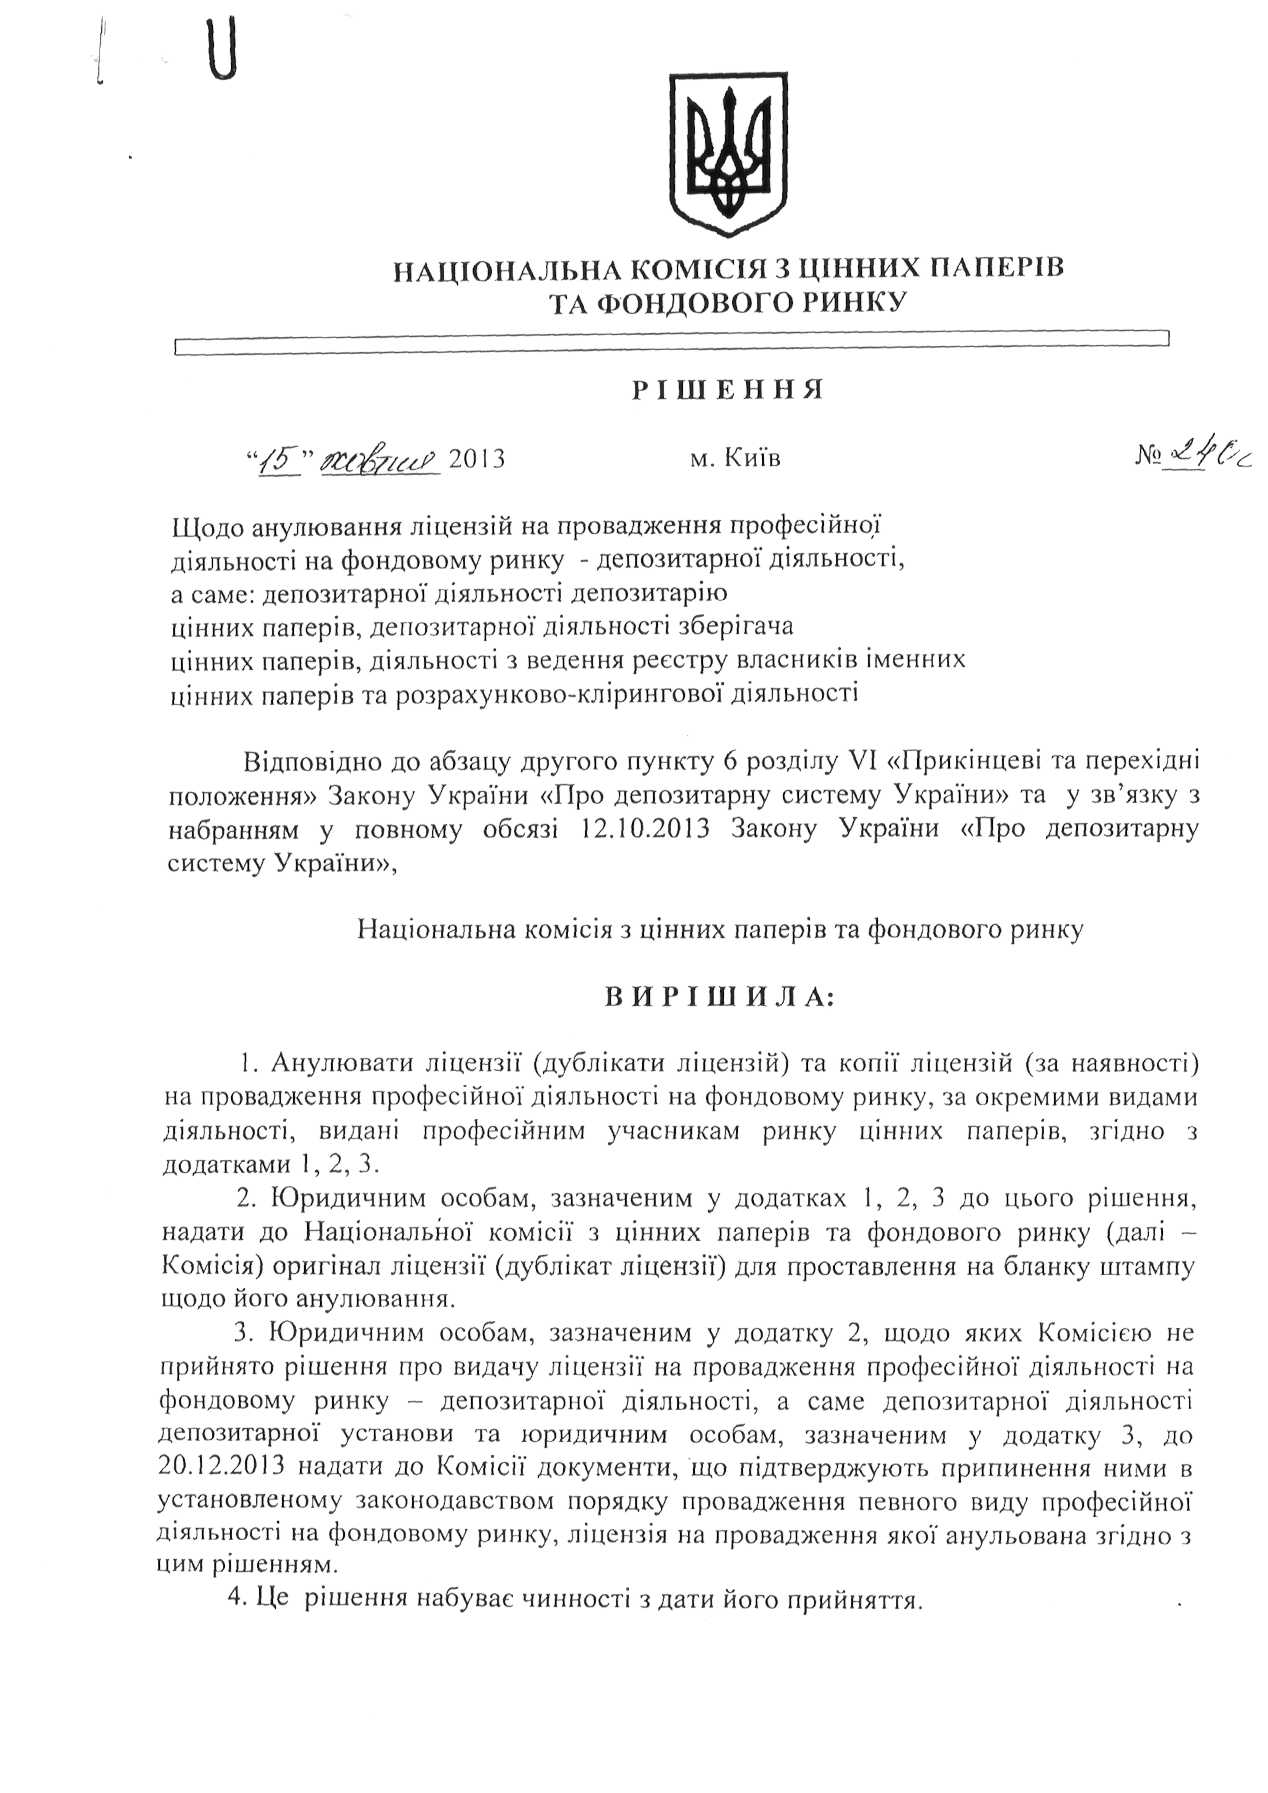 НАЦІОНАЛЬНА КОМІСІЯ З ЦІННИХ ПАПЕРІВ
ТА ФОНДОВОГО РИНКУ
Р І Ш Е Н Н Я
“15” жовтня 2013 м. Київ №
Щодо анулювання ліцензій на провадження професійної
діяльності на фондовому ринку - депозитарної діяльності,
а саме: депозитарної діяльності депозитарію
цінних паперів, депозитарної діяльності зберігача
цінних паперів, діяльності з ведення реєстру власників іменних
цінних паперів та розрахунково-клірингової діяльності
Відповідно до абзацу другого пункту 6 розділу VI «Прикінцеві та перехідні
положення» Закону України «Про депозитарну систему України» та у зв’язку з
набранням у повному обсязі 12.10.2013 Закону України «Про депозитарну
систему України»,
Національна комісія з цінних паперів та фондового ринку
В И Р І Ш И Л А:
1. Анулювати ліцензії (дублікати ліцензій) та копії ліцензій (за наявності)
на провадження професійної діяльності на фондовому ринку, за окремими видами
діяльності, видані професійним учасникам ринку цінних паперів, згідно з
додатками 1, 2, 3.
2. Юридичним особам, зазначеним у додатках 1, 2, 3 до цього рішення,
надати до Національної комісії з цінних паперів та фондового ринку (далі –
Комісія) оригінал ліцензії (дублікат ліцензії) для проставлення на бланку штампу
щодо його анулювання.
3. Юридичним особам, зазначеним у додатку 2, щодо яких Комісією не
прийнято рішення про видачу ліцензії на провадження професійної діяльності на
фондовому ринку – депозитарної діяльності, а саме депозитарної діяльності
депозитарної установи та юридичним особам, зазначеним у додатку 3, до
20.12.2013 надати до Комісії документи, що підтверджують припинення ними в
установленому законодавством порядку провадження певного виду професійної
діяльності на фондовому ринку, ліцензія на провадження якої анульована згідно з
цим рішенням.
4. Це рішення набуває чинності з дати його прийняття.